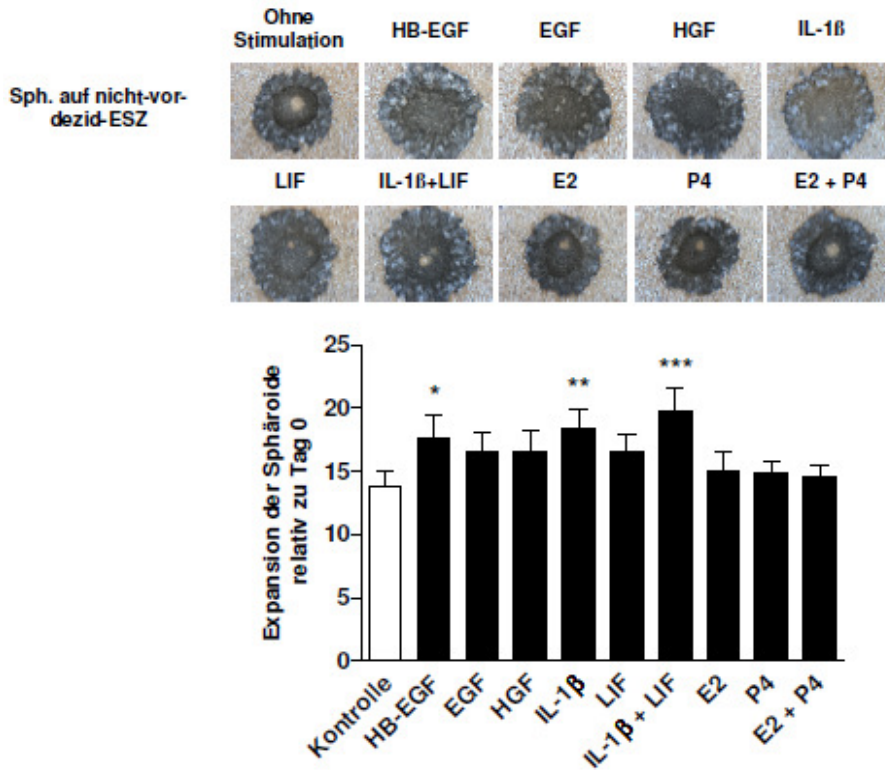 Ohne
Stimulation
HB-EGF
EGF
HGF
IL-1ß
Sph. auf nicht-vor-
dezid-ESZ
LIF
IL-1ß+LIF
E2
P4
E2 + P4
Expansion der Sphäroide
relativ zu Tag 0
25
20
15
10
5
0
*
**
***
Kontrolle
HB-EGF
EGF
HGF
IL-1β
LIF
IL-1β + LIF
E2
P4
E2 + P4